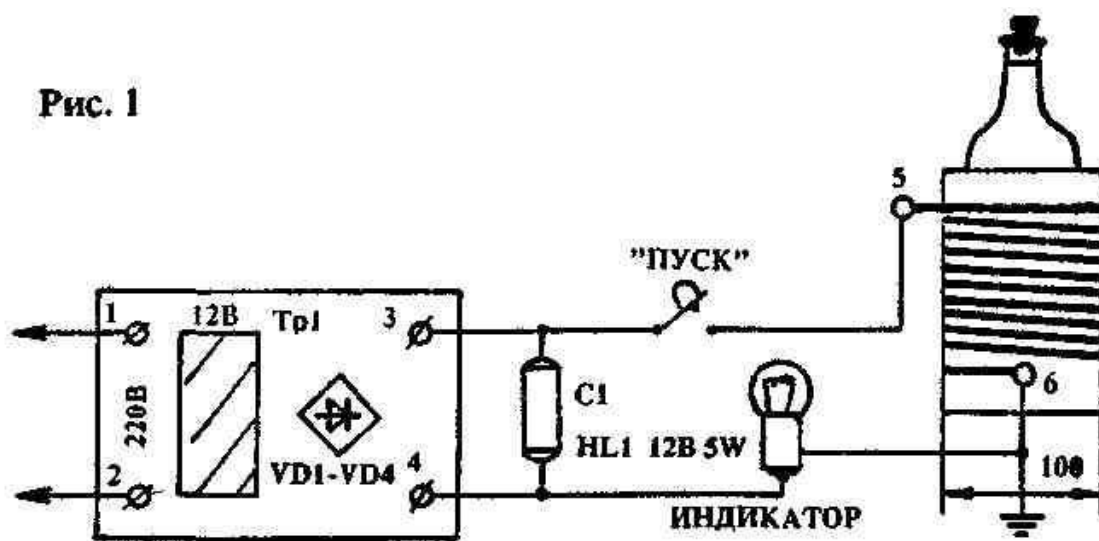 Рис. 1
5
"ПУСК"
1
12В
Тр1
3
220В
С1
6
VD1-VD4
HL1 12В 5W
2
4
100
ИНДИКАТОР